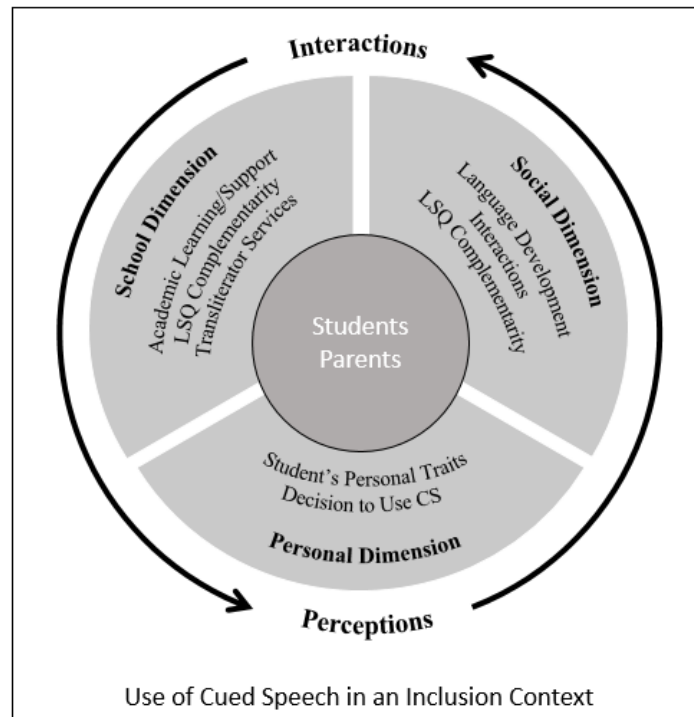 Interactions
School Dimension
Academic Learning/Support
LSQ Complementarity
Transliterator Services
Social Dimension
Language Development
Interactions
LSQ Complementarity
Students
Parents
Student's Personal Traits
Decision to Use CS
Personal Dimension
Perceptions
Use of Cued Speech in an Inclusion Context